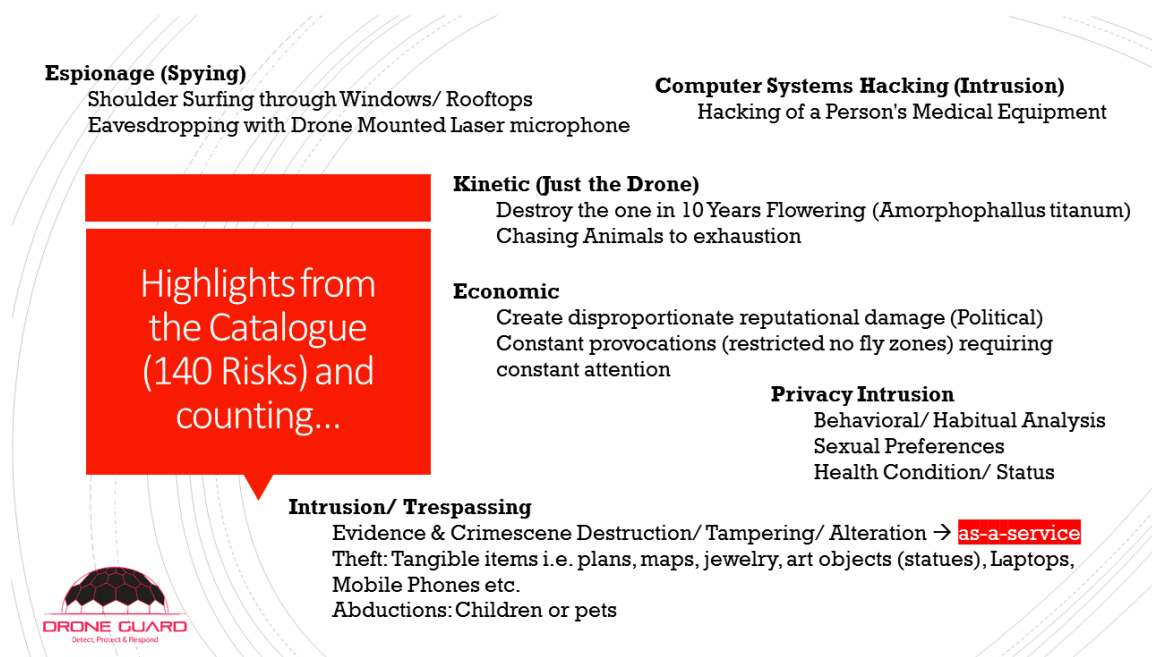 Espionage (Spying)
Shoulder Surfing through Windows/ Rooftops
Eavesdropping with Drone Mounted Laser microphone
Computer Systems Hacking (Intrusion)
Hacking of a Person's Medical Equipment
Kinetic (Just the Drone)
Destroy the one in 10 Years Flowering (Amorphophallus titanum)
Chasing Animals to exhaustion
Highlights from
the Catalogue
(140 Risks) and
counting...
Economic
Create disproportionate reputational damage (Political)
Constant provocations (restricted no fly zones) requiring
constant attention
Privacy Intrusion
Behavioral/ Habitual Analysis
Sexual Preferences
Health Condition/ Status
Intrusion/ Trespassing
Evidence & Crimescene Destruction/ Tampering/ Alteration → as-a-service
Theft: Tangible items i.e. plans, maps, jewelry, art objects (statues), Laptops,
Mobile Phones etc.
Abductions: Children or pets
DRONE GUARD
Detect, Protect & Respond